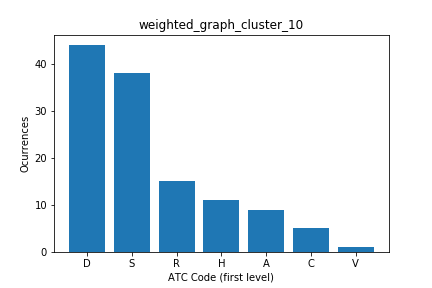 weighted_graph_cluster_10
Ocurrences
40
30
20
10
0
D S R H A C V
ATC Code (first level)